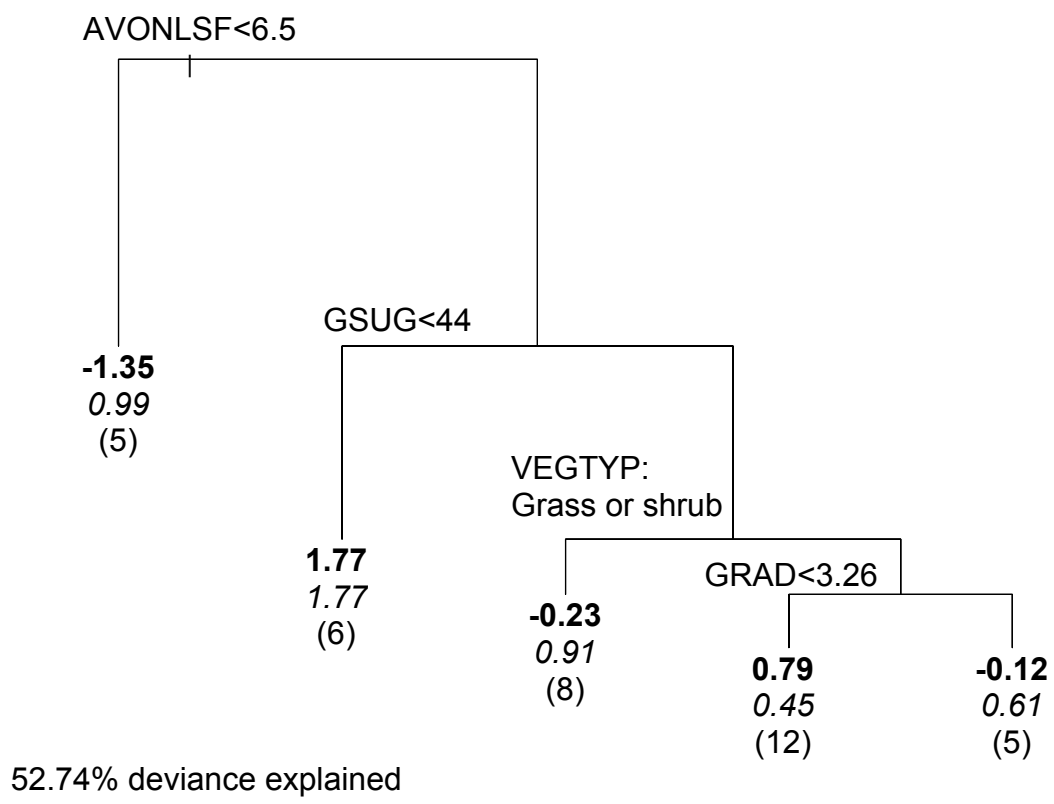 AVONLSF<6.5
GSUG<44
-1.35
0.99
(5)
VEGTYP:
Grass or shrub
1.77
1.77
(6)
GRAD<3.26
-0.23
0.91
(8)
0.79
0.45
(12)
-0.12
0.61
(5)
52.74% deviance explained